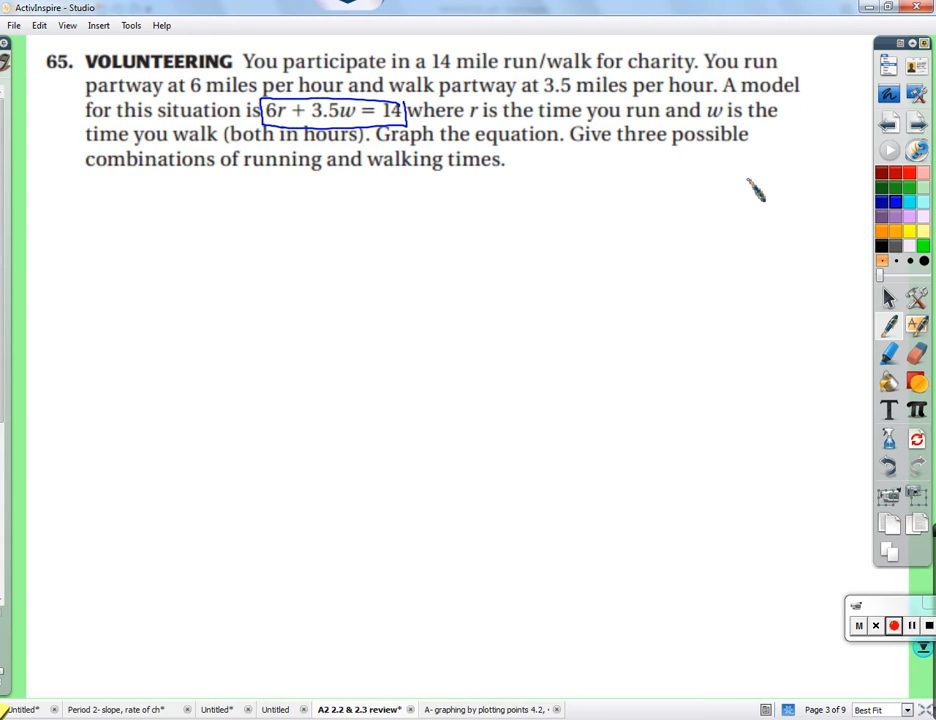 ActivInspire - Studio
File Edit View Insert Tools Help
65. VOLUNTEERING You participate in a 14 mile run/walk for charity. You run
partway at 6 miles per hour and walk partway at 3.5 miles per hour. A model
for this situation is 6r + 3.5w = 14 where r is the time you run and w is the
time you walk (both in hours). Graph the equation. Give three possible
combinations of running and walking times.
M
Untitled* Period 2- slope, rate of ch* Untitled* Untitled A2 2.2 & 2.3 review* A- graphing by plotting points 4.2, Page 3 of 9 Best Fit